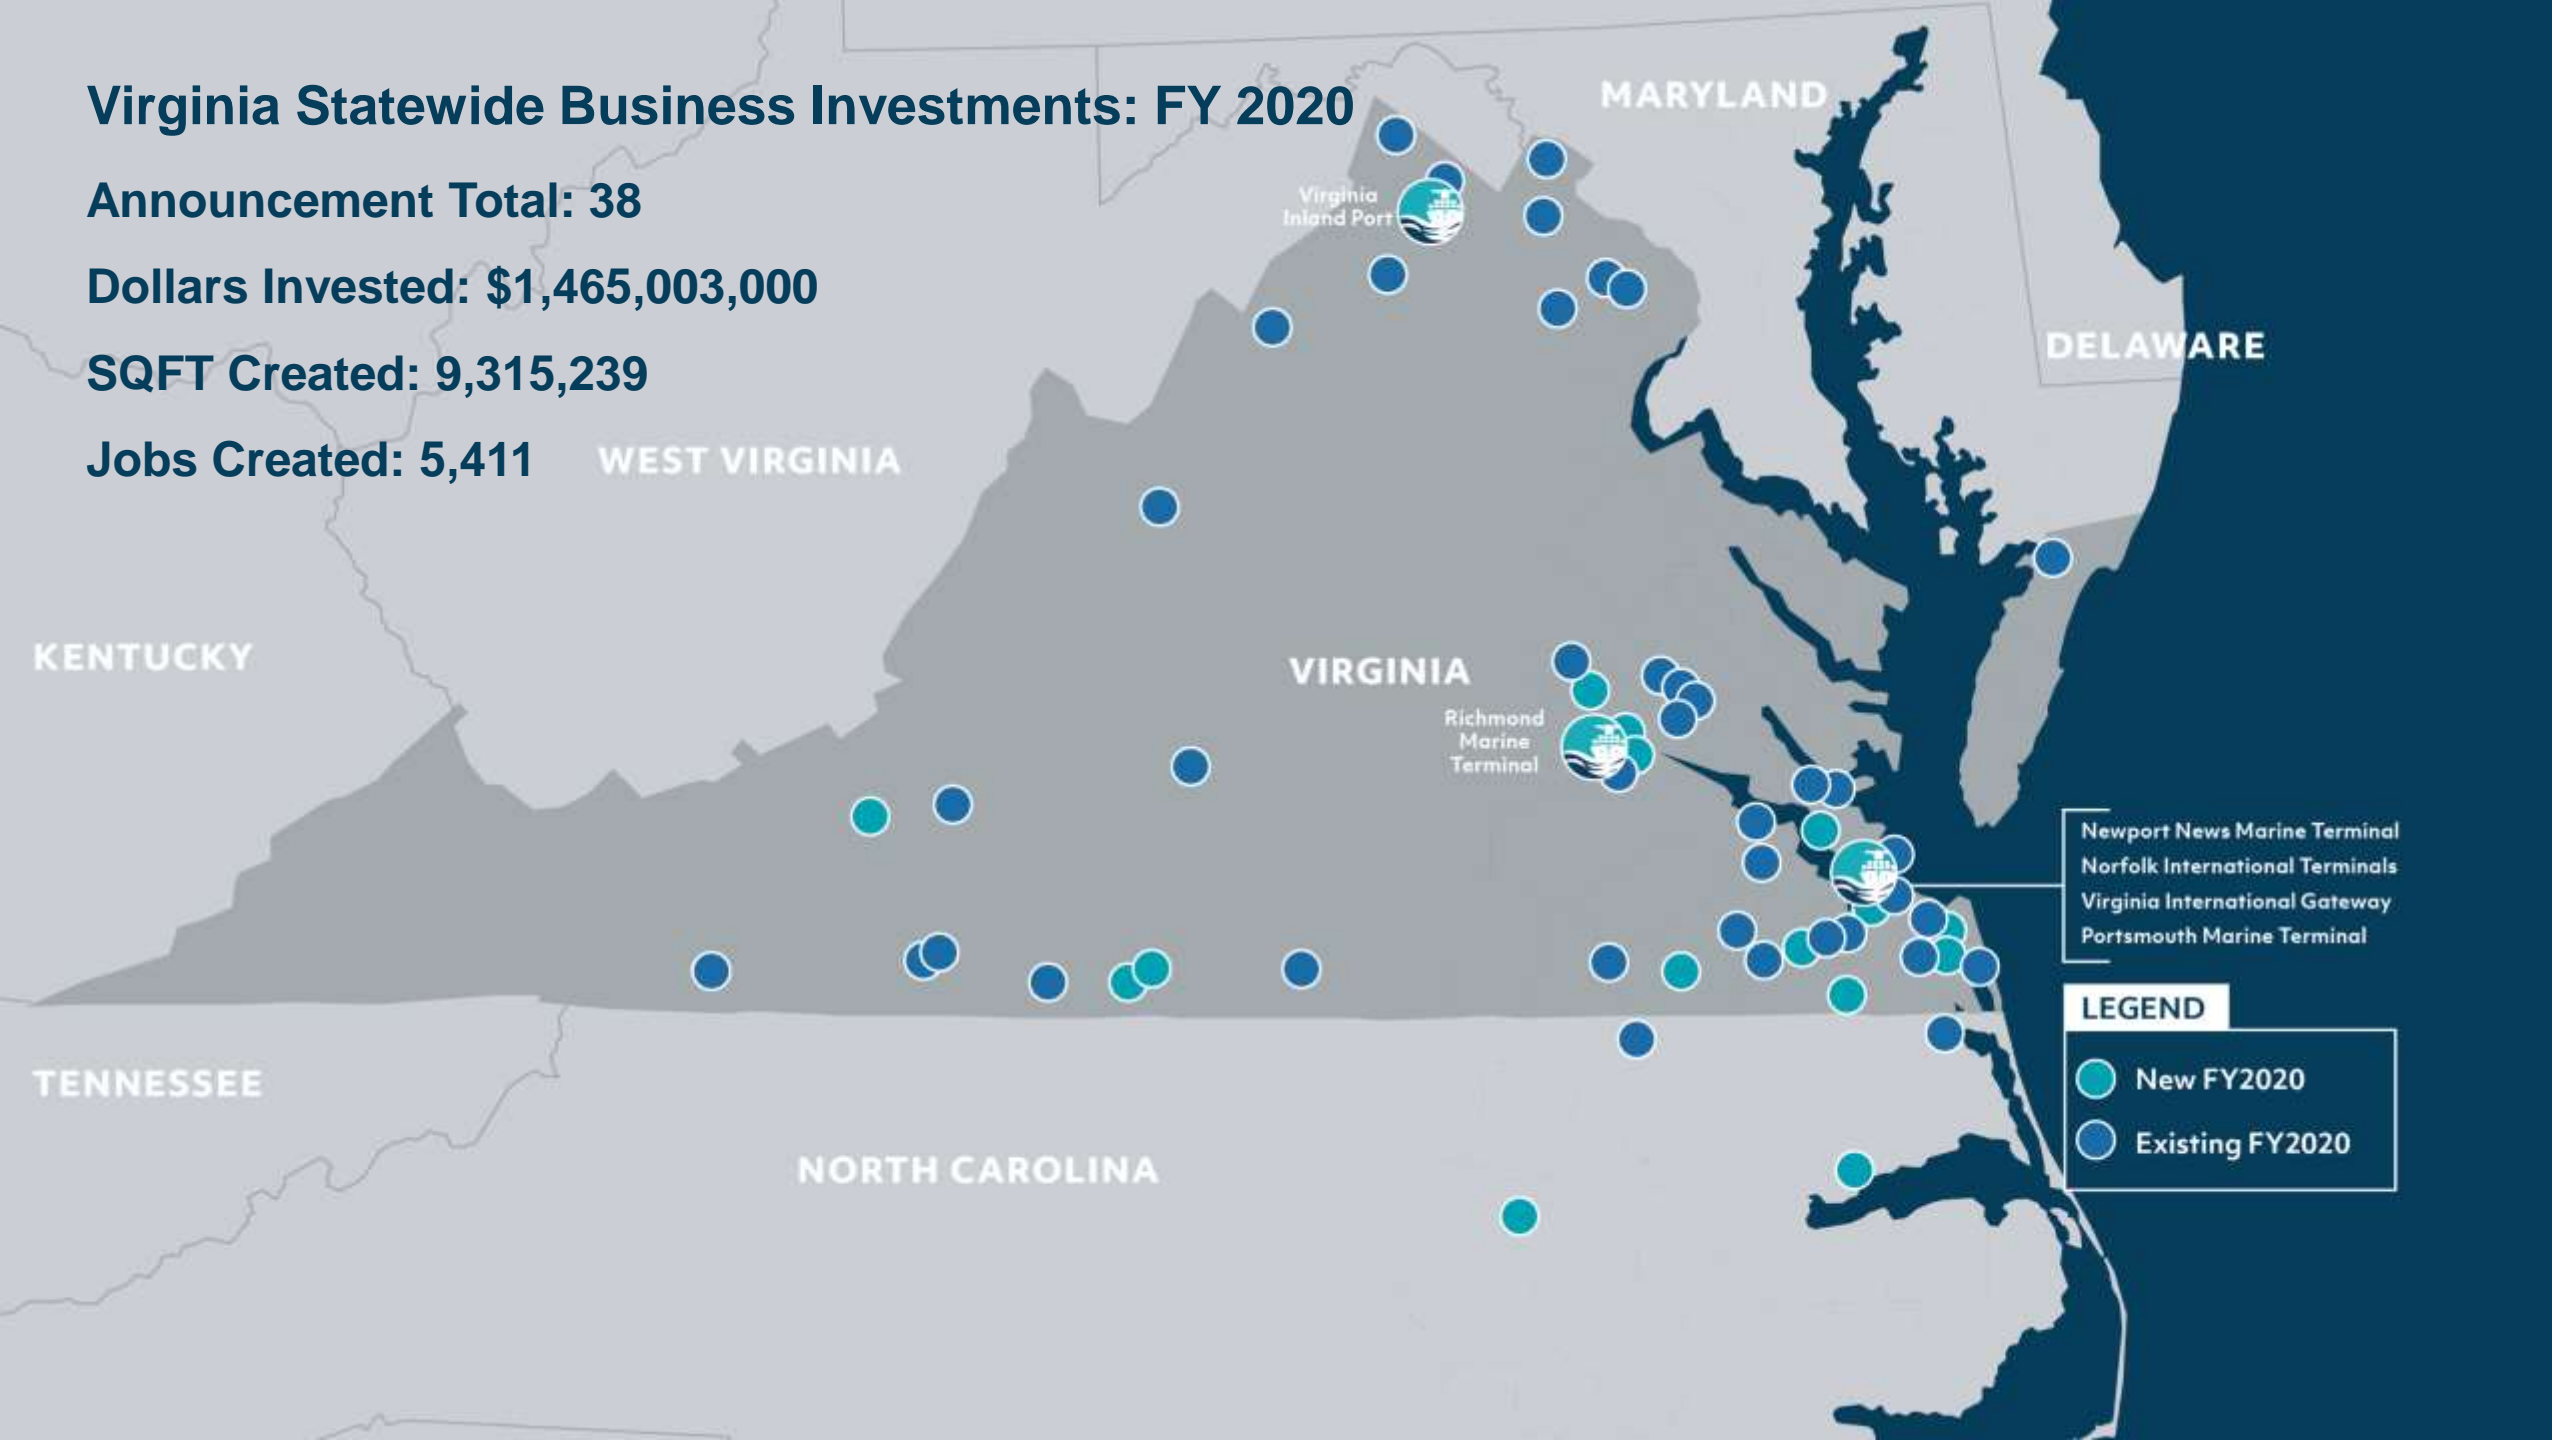 Virginia Statewide Business Investments: FY 2020
Announcement Total: 38
Dollars Invested: $1,465,003,000
SQFT Created: 9,315,239
Jobs Created: 5,411
MARYLAND
Virginia
Inland Port
DELAWARE
WEST VIRGINIA
KENTUCKY
VIRGINIA
Richmond
Marine
Terminal
Newport News Marine Terminal
Norfolk International Terminals
Virginia International Gateway
Portsmouth Marine Terminal
LEGEND
New FY2020
Existing FY2020
TENNESSEE
NORTH CAROLINA